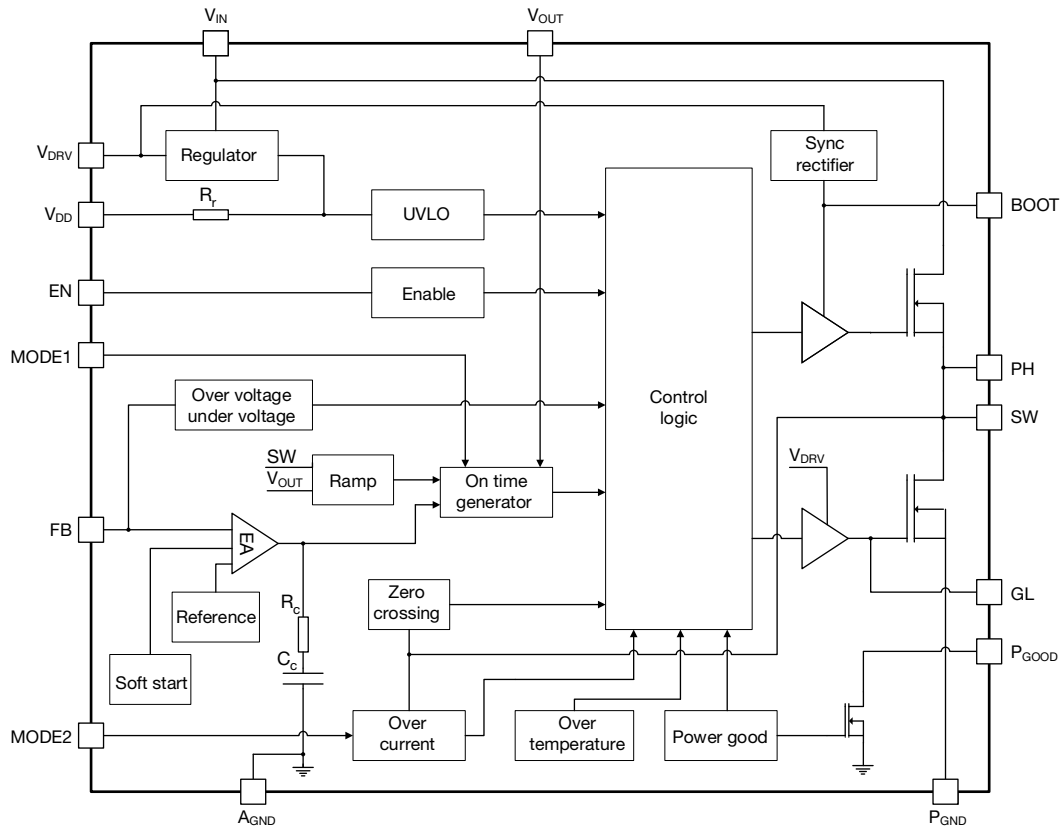 VIN
VOUT
VDRV
Regulator
Sync
rectifier
Rr
VDD
UVLO
BOOT
EN
Enable
MODE1
PH
Over voltage
under voltage
Control
logic
SW
SW
VOUT
Ramp
On time
generator
VDRV
FB
EA
Reference
Rc
Zero
crossing
GL
Soft start
Cc
PGOOD
MODE2
Over
current
Over
temperature
Power good
AGND
PGND